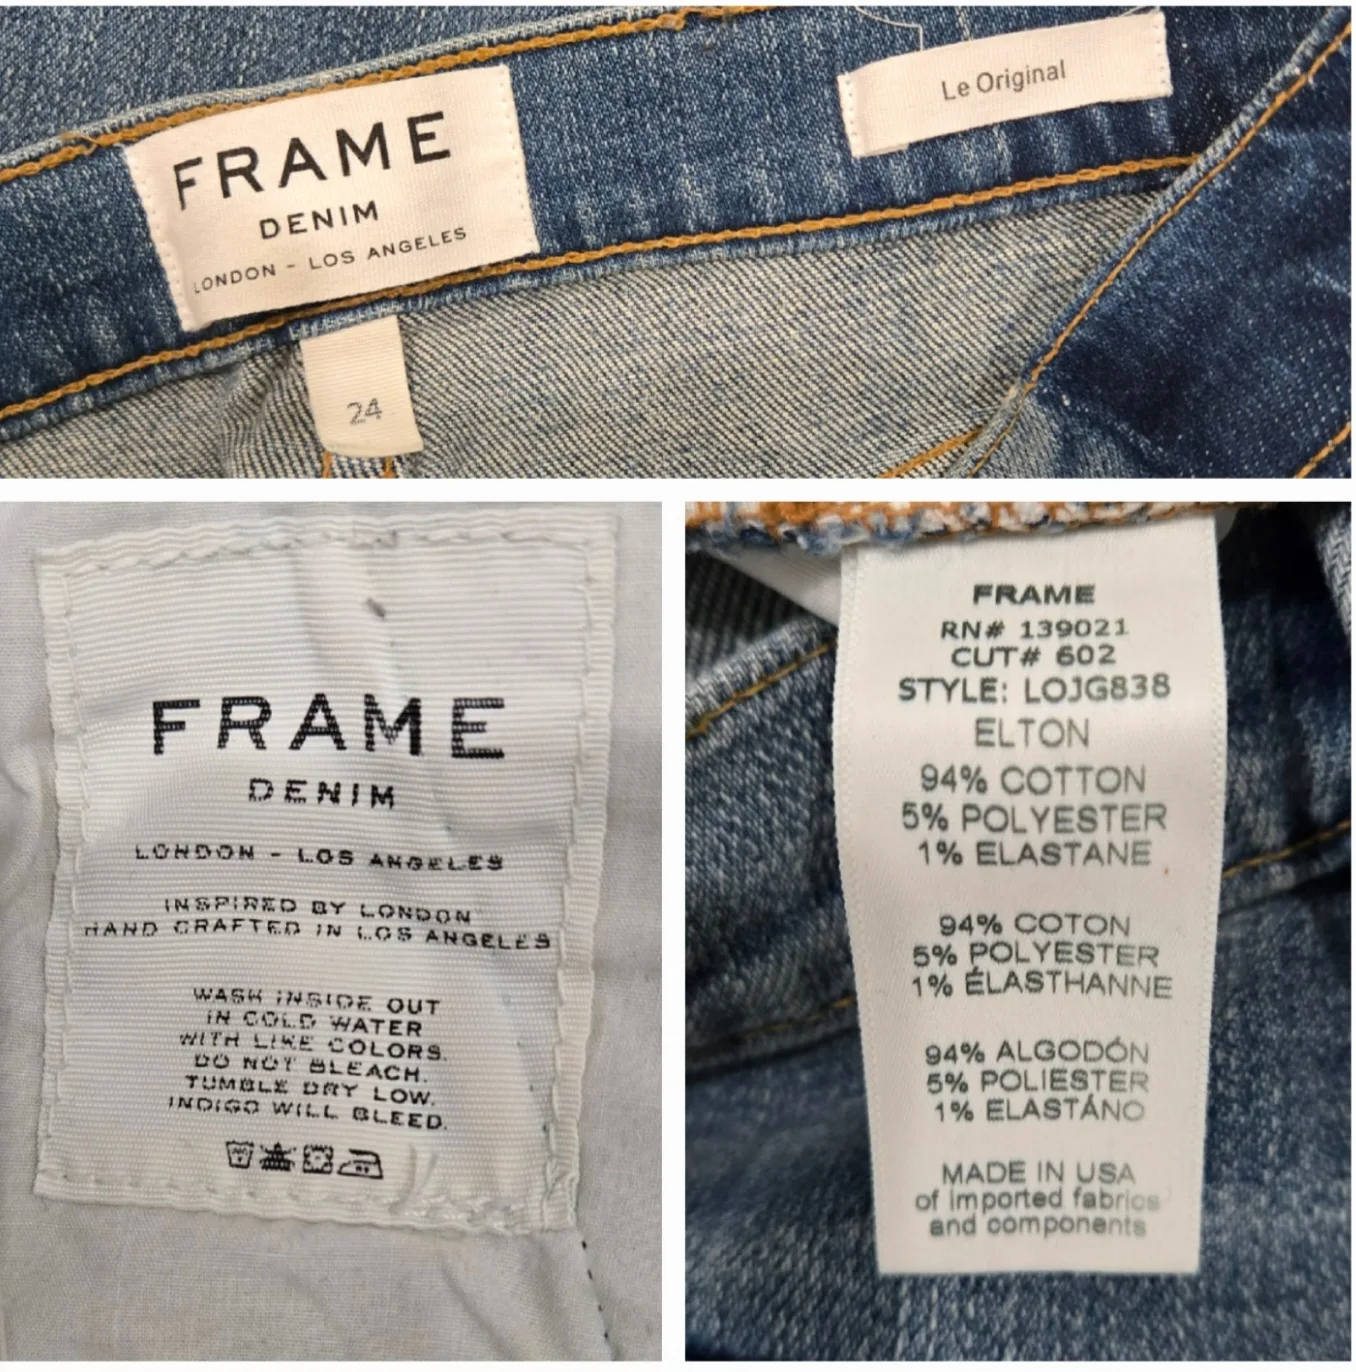 FRAME
DENIM
LONDON - LOS ANGELES
Le Original
24
FRAME
DENIM
LONDON - LOS ANGELES
INSPIRED BY LONDON
HAND CRAFTED IN LOS ANGELES
WASH INSIDE OUT
IN COLD WATER
WITH LIKE COLORS.
DO NOT BLEACH.
TUMBLE DRY LOW.
INDIGO WILL BLEED.
FRAME
RN# 139021
CUT# 602
STYLE: LOJG838
ELTON
94% COTTON
5% POLYESTER
1% ELASTANE
94% COTON
5% POLYESTER
1% ÉLASTHANNE
94% ALGODÓN
5% POLIESTER
1% ELASTÁNO
MADE IN USA
of imported fabrics
and components